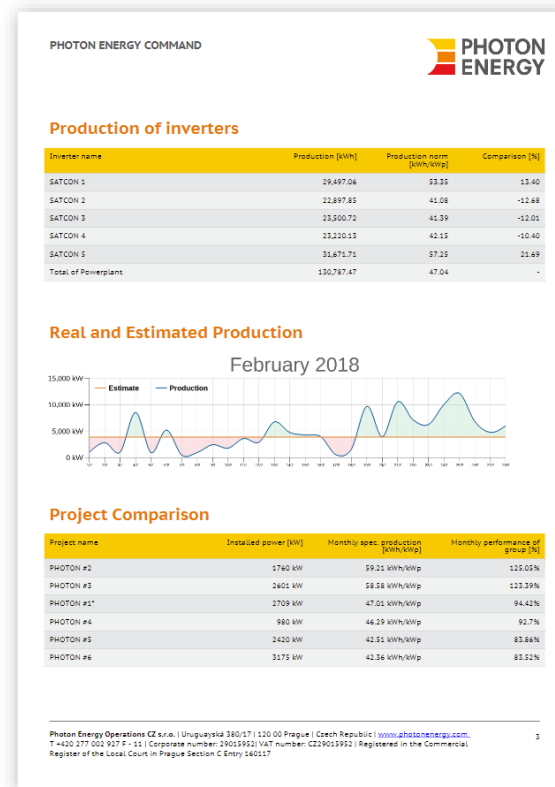 PHOTON ENERGY COMMAND
PHOTON
ENERGY
Production of inverters
Inverter name Production [kWh] Production norm [kWh/kWp] Comparison [%]
SATCON 1 29,497.06 53.35 13.40
SATCON 2 22,897.85 41.08 -12.68
SATCON 3 23,500.72 41.39 -12.01
SATCON 4 23,220.13 42.15 -10.40
SATCON 5 31,671.71 57.25 21.69
Total of Powerplant 130,787.47 47.04 -
Real and Estimated Production
February 2018
15,000 kW
Estimate Production
10,000 kW
5,000 kW
0 kW
Project Comparison
Project name Installed power [kW] Monthly spec. production [kWh/kWp] Monthly performance of group [%]
PHOTON #2 1760 kW 59.21 kWh/kWp 125.05%
PHOTON #3 2601 kW 58.58 kWh/kWp 123.39%
PHOTON #1* 2709 kW 47.01 kWh/kWp 94.42%
PHOTON #4 980 kW 46.29 kWh/kWp 92.7%
PHOTON #5 2420 kW 42.51 kWh/kWp 83.86%
PHOTON #6 3175 kW 42.36 kWh/kWp 83.52%
Photon Energy Operations CZ s.r.o. | Uruguayská 380/17 | 120 00 Prague | Czech Republic | www.photonenergy.com
T +420 277 002 927 F - 11 | Corporate number: 29015952| VAT number: CZ29015952 | Registered in the Commercial
Register of the Local Court in Prague Section C Entry 160117
3